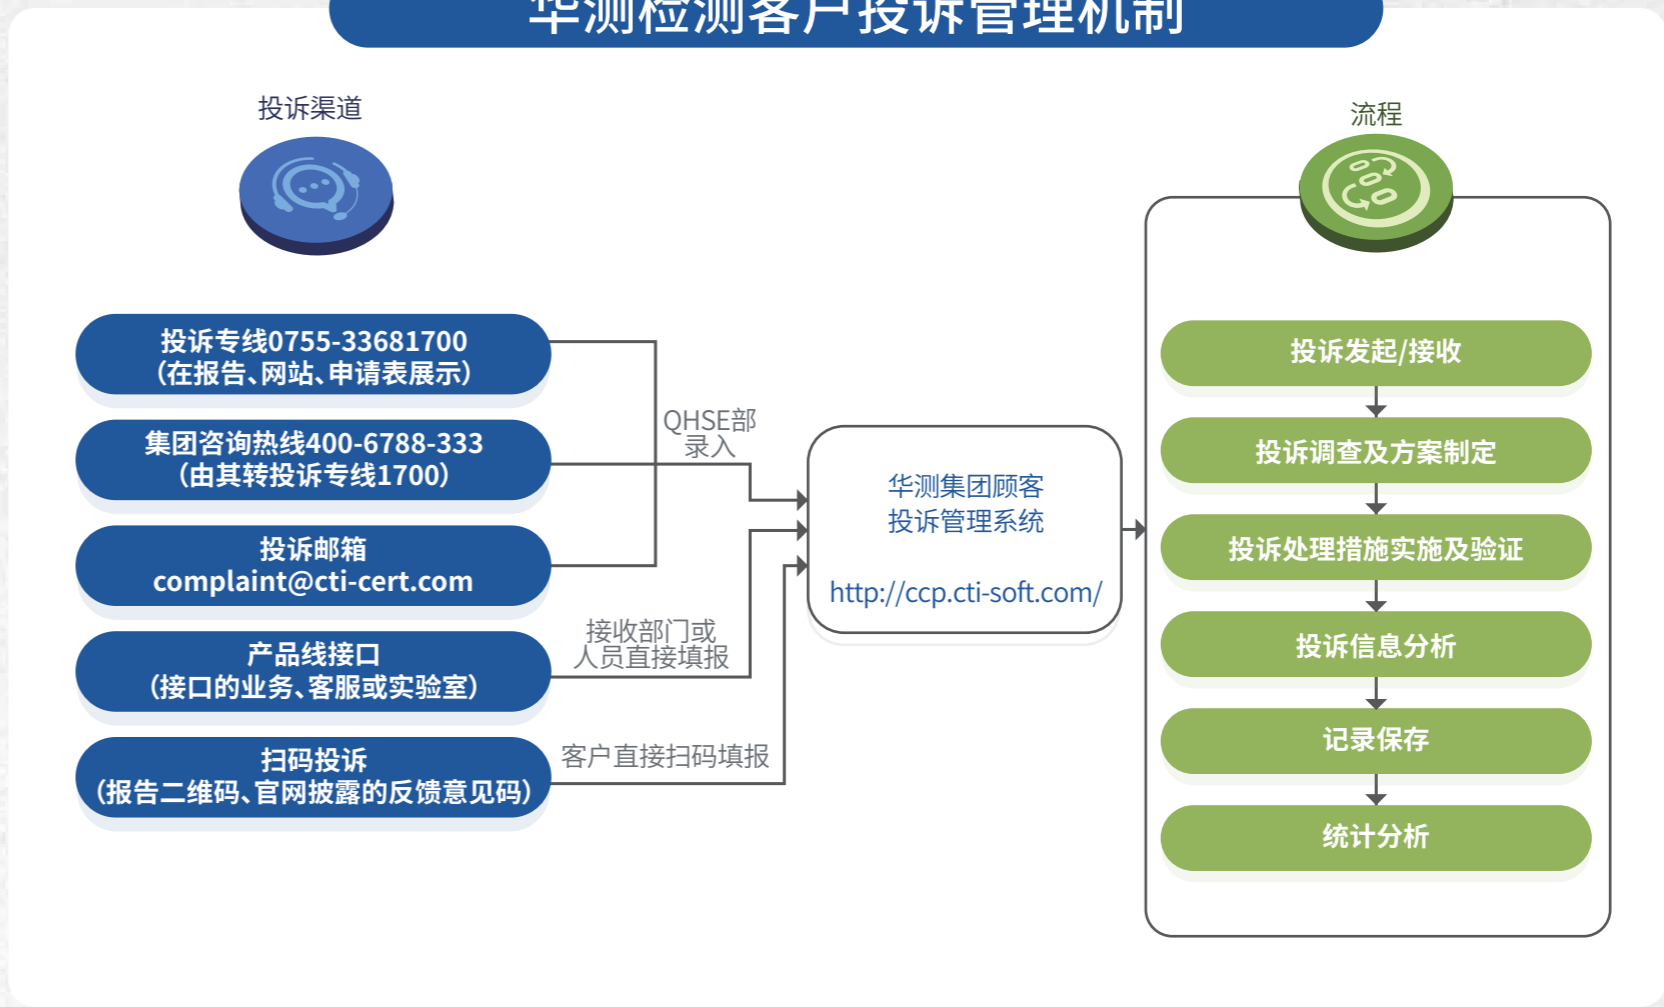 华测检测客户投诉管理机制
投诉渠道
投诉专线0755-33681700
（在报告、网站、申请表展示）
集团咨询热线400-6788-333
（由其转投诉专线1700）
投诉邮箱
complaint@cti-cert.com
产品线接口
（接口的业务、客服或实验室）
扫码投诉
（报告二维码、官网披露的反馈意见码）
QHSE部
录入
接收部门或
人员直接填报
客户直接扫码填报
华测集团顾客
投诉管理系统
http://ccp.cti-soft.com/
流程
投诉发起/接收
投诉调查及方案制定
投诉处理措施实施及验证
投诉信息分析
记录保存
统计分析